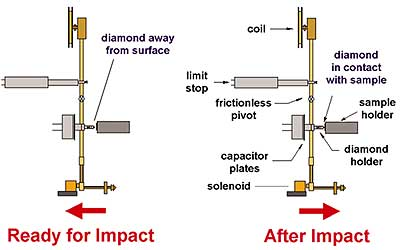 diamond away
from surface
Ready for Impact
coil
diamond
in contact
with sample
limit
stop
frictionless
pivot
sample
holder
capacitor
plates
diamond
holder
solenoid
After Impact